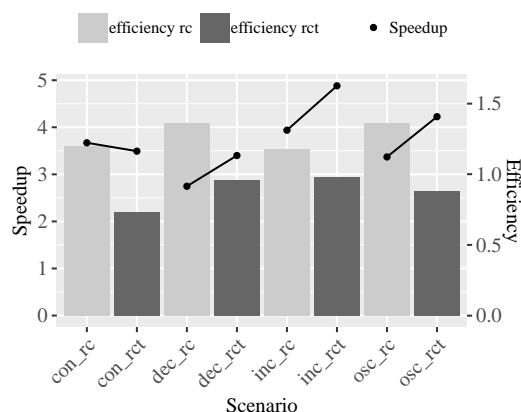 efficiency rc efficiency rct Speedup
5
4
3
2
1
0
1.5
1.0
0.5
0.0
Speedup
Efficiency
con_rc con_rct dec_rc dec_rct inc_rc inc_rct osc_rc osc_rct
Scenario